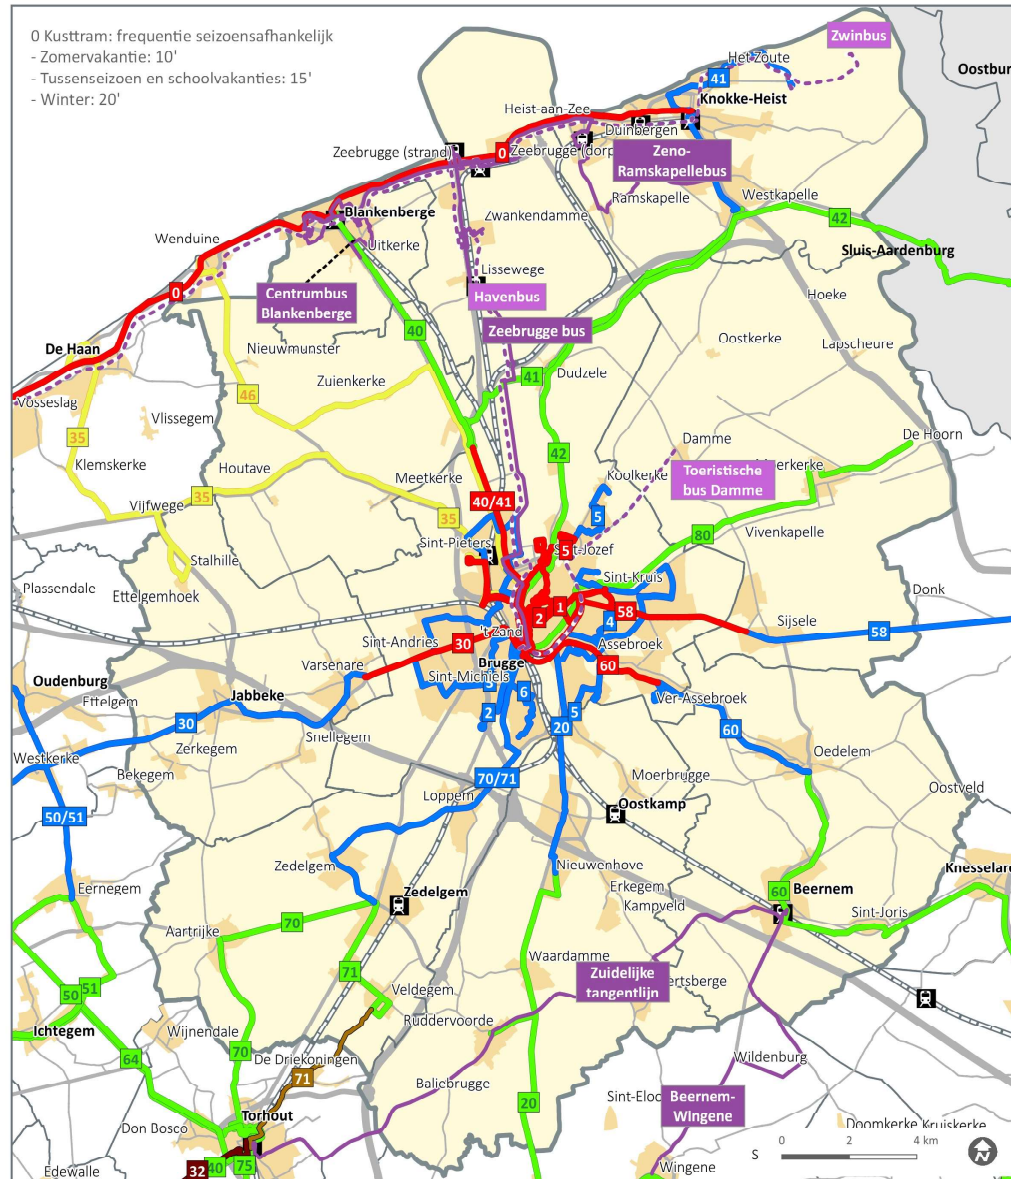 0 Kusttram: frequentie seizoensafhankelijk
- Zomervakantie: 10'
- Tussenseizoen en schoolvakanties: 15'
- Winter: 20'
Zwinbus
Het Zoute
41
Knokke-Heist
Heist-aan-Zee
Duinbergen
Zeebrugge (strand)
0
Zeebrugge (dorp
Zeno-
Ramskapellebus
Ramskapelle
Westkapelle
42
Blankenberge
Zwankendamme
Uitkerke
Wenduine
Sluis-Aardenburg
Lissewege
0
Centrumbus
Blankenberge
Havenbus
Hoeke
Zeebrugge bus
40
De Haan
Nieuwmunster
Oostkerke
Lapscheure
Zuienkerke
41
Dudzele
46
Vosseslag
Vlissegem
35
Klemskerke
Houtave
42
Damme
De Hoorn
Meetkerke
Koolkerke
Toeristische
bus Damme
35
40/41
Vijfwege
35
5
Sint-Pieters
80
Vivenkapelle
5
Stalhille
Sint-Kruis
Plassendale
Ettelgemhoek
Donk
1
58
2
4
Sijsele
58
't Zand
Sint-Andries
30
Assebroek
Varsenare
Brugge
60
Sint-Michiels
Oudenburg
Ettelgem
Jabbeke
6
Ver-Assebroek
2
5
30
20
60
Snellegem
Zerkegem
Oedelem
Westkerke
Bekegem
70/71
Moerbrugge
Loppem
Oostveld
Oostkamp
50/51
Zedelgem
Nieuwenhove
Eernegem
Zedelgem
Erkegem
Kampveld
60
Beernem
Sint-Joris
70
Aartrijke
Waardamme
71
Zuidelijke
tangentlijn
50
51
Veldegem
Ruddervoorde
Ichtegem
Wijnendale
64
70
De Driekoningen
71
Baliebrugge
Wildenburg
Beernem-
WIngene
20
Torhout
Don Bosco
Doomkerke
Kruiskerke
0
2
4 km
S
N
32
40
75
Edewalle
Wingene